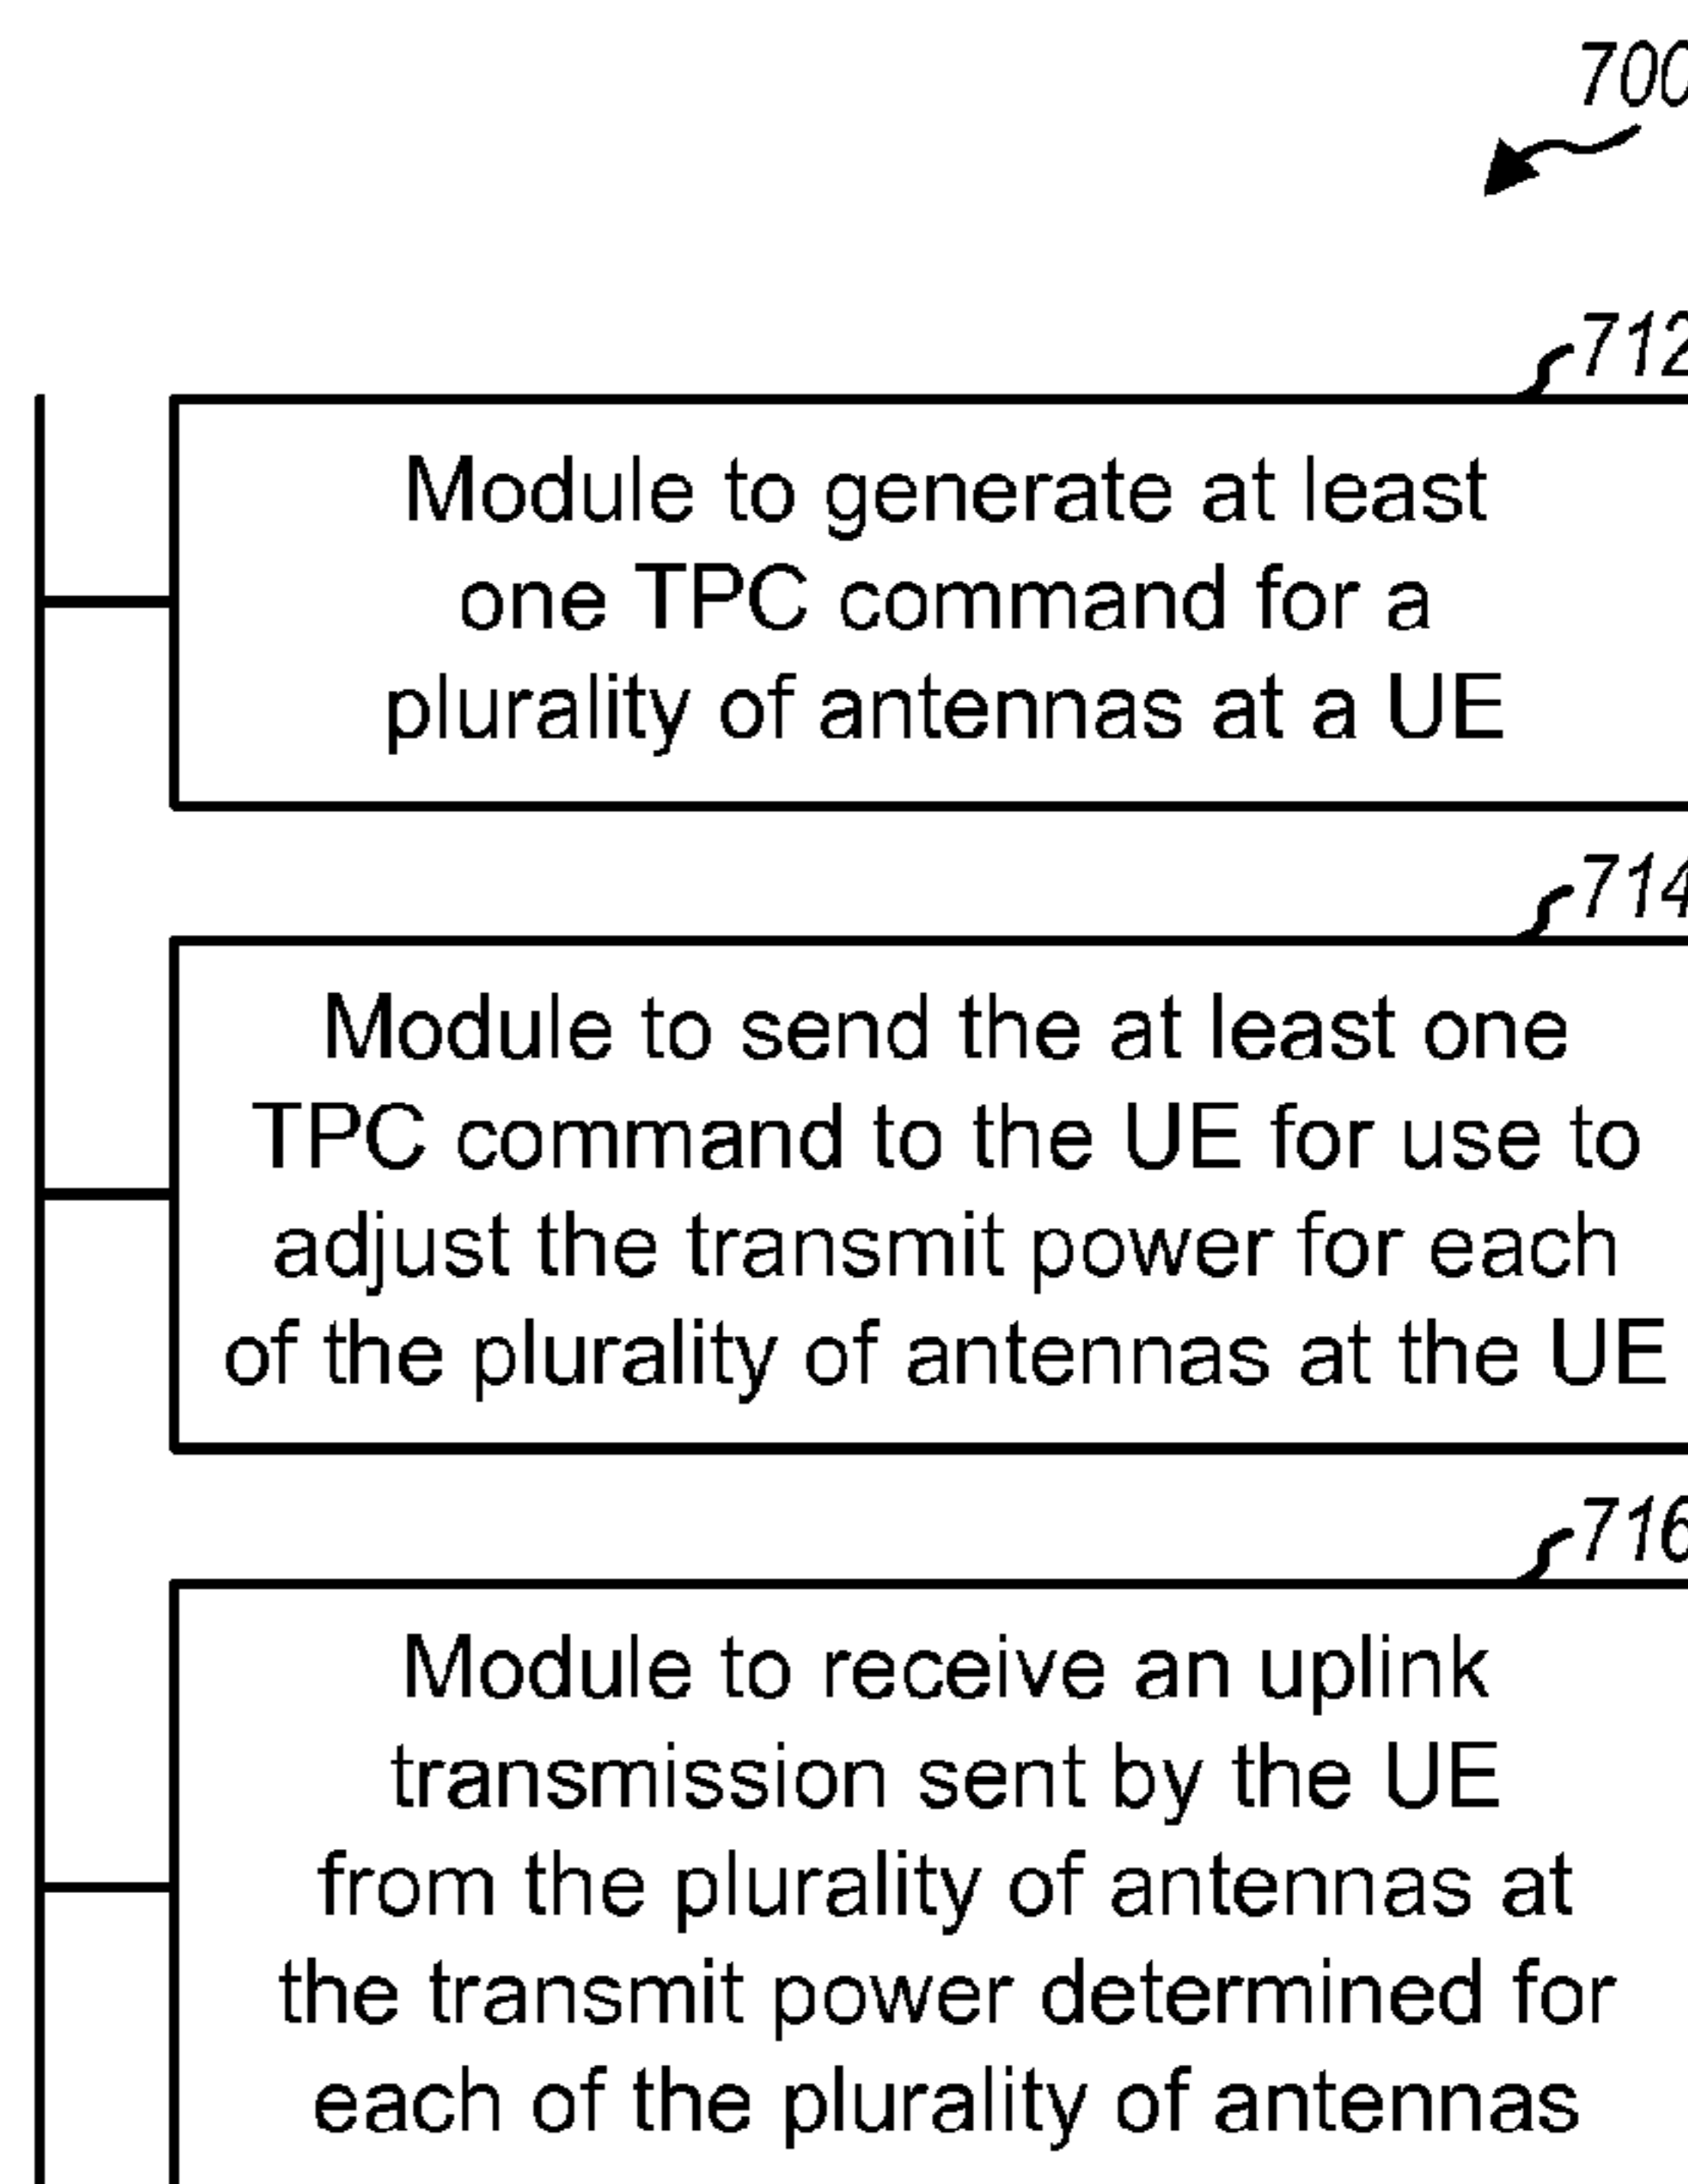 700
712
Module to generate at least
one TPC command for a
plurality of antennas at a UE
714
Module to send the at least one
TPC command to the UE for use to
adjust the transmit power for each
of the plurality of antennas at the UE
716
Module to receive an uplink
transmission sent by the UE
from the plurality of antennas at
the transmit power determined for
each of the plurality of antennas